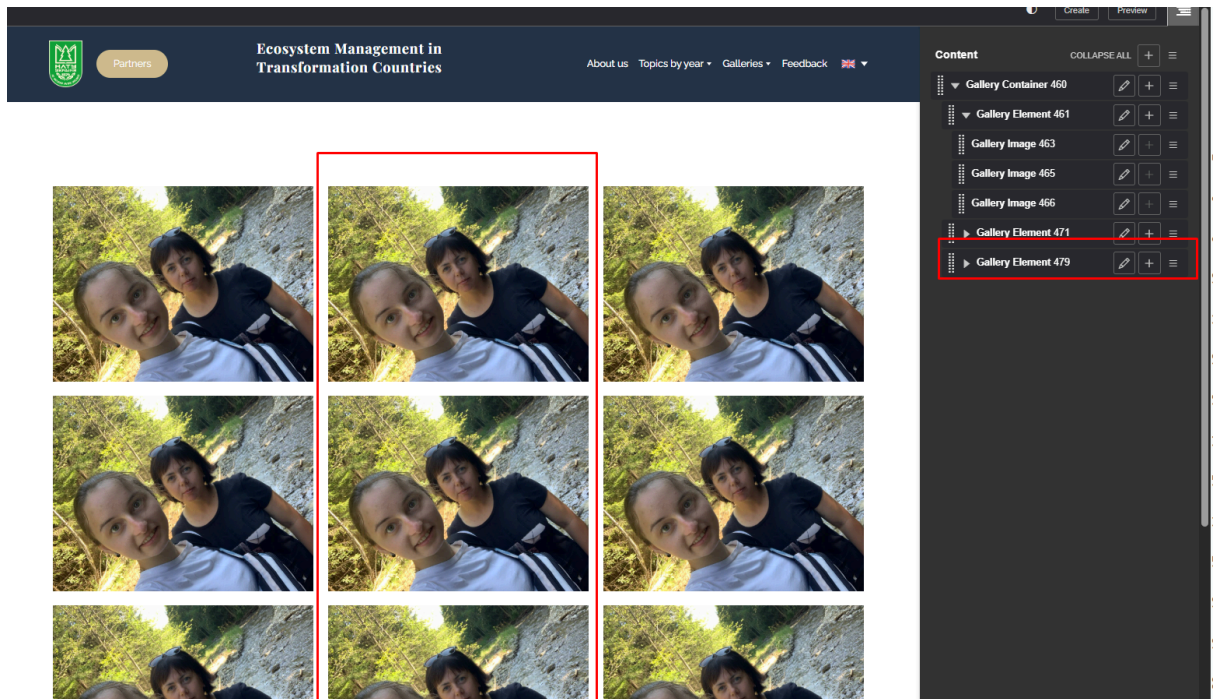 Create Preview
Partners
Ecosystem Management in
Transformation Countries
About us Topics by year Galleries Feedback
Content COLLAPSE ALL
Gallery Container 460
Gallery Element 461
Gallery Image 463
Gallery Image 465
Gallery Image 466
Gallery Element 471
Gallery Element 479